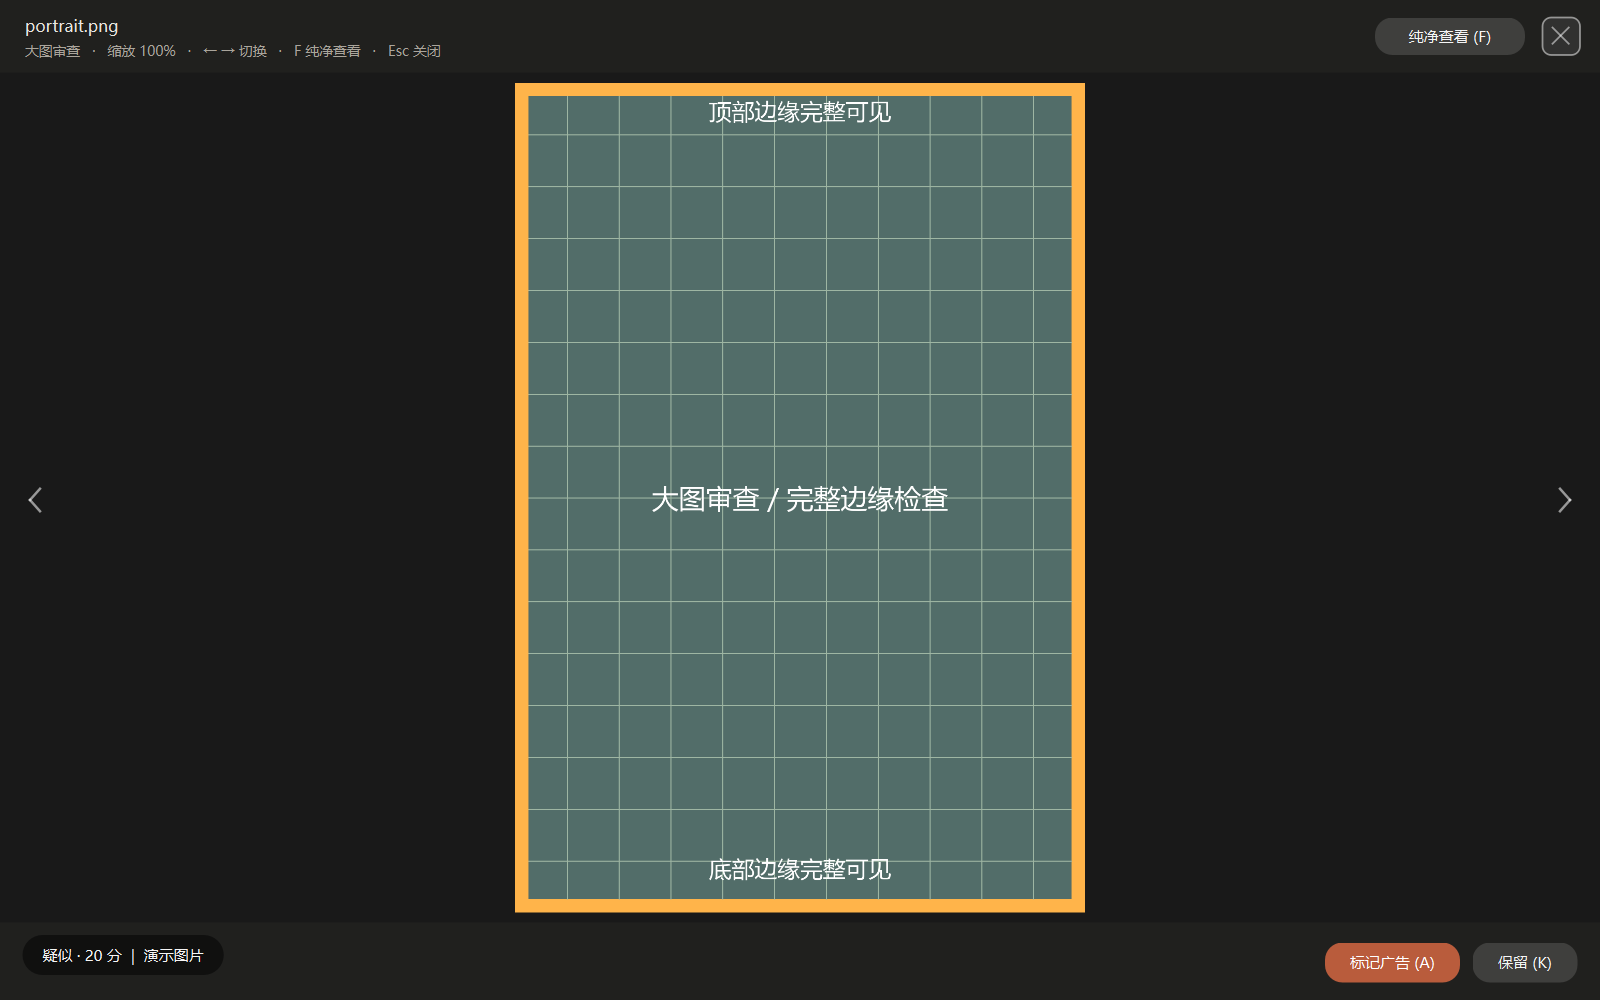 portrait.png
大图审查 · 缩放 100% · ←→ 切换 · F 纯净查看 · Esc 关闭
纯净查看 (F)
顶部边缘完整可见
大图审查 / 完整边缘检查
底部边缘完整可见
疑似 · 20 分 | 演示图片
标记广告 (A)
保留 (K)